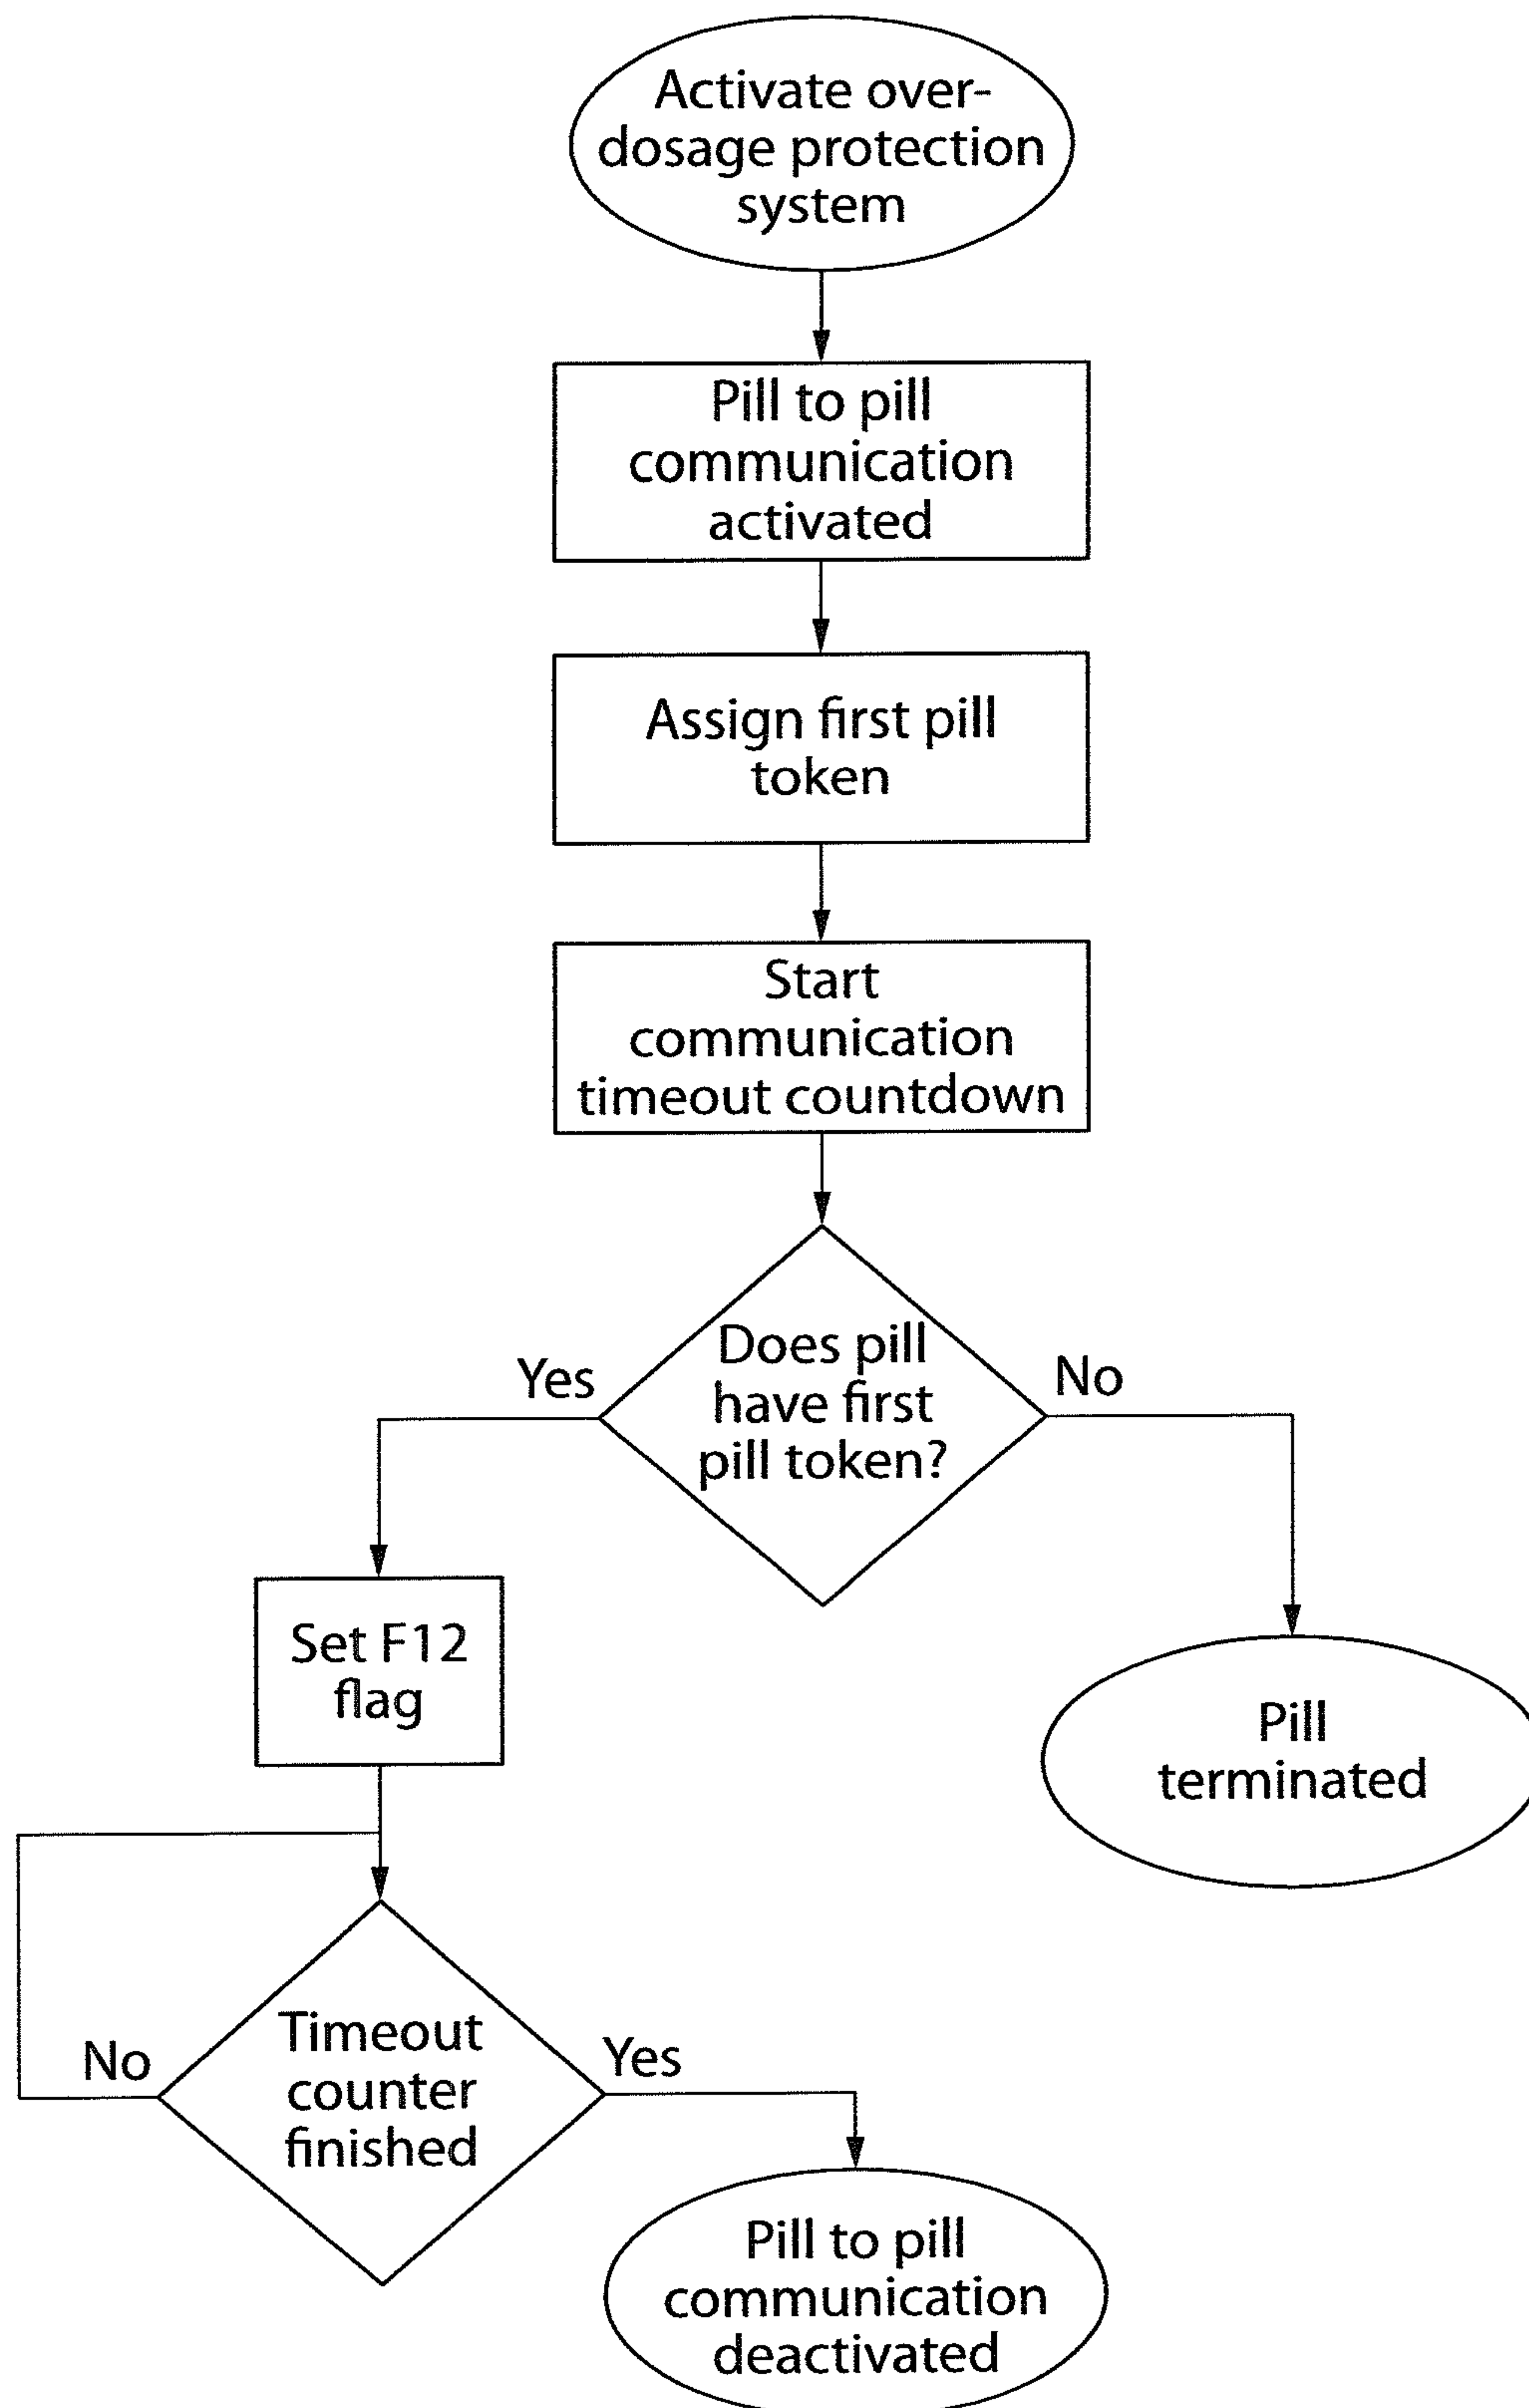 Activate over-
dosage protection
system
Pill to pill
communication
activated
Assign first pill
token
Start
communication
timeout countdown
Does pill
have first
pill token?
Yes
No
Set F12
flag
Pill
terminated
Timeout
counter
finished
No
Yes
Pill to pill
communication
deactivated